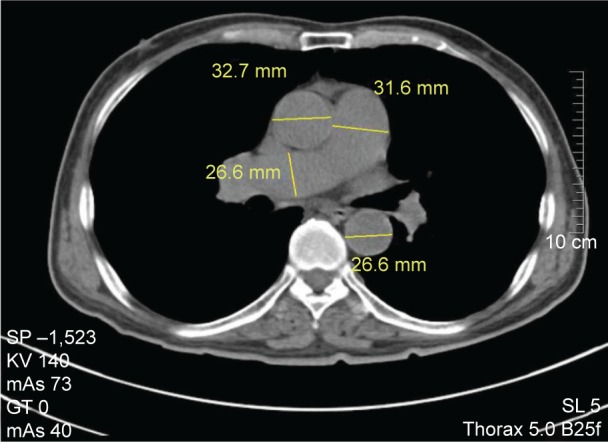 32.7 mm
31.6 mm
26.6 mm
26.6 mm
10 cm
SP –1,523
KV 140
mAs 73
GT 0
mAs 40
SL 5
Thorax 5.0 B25f